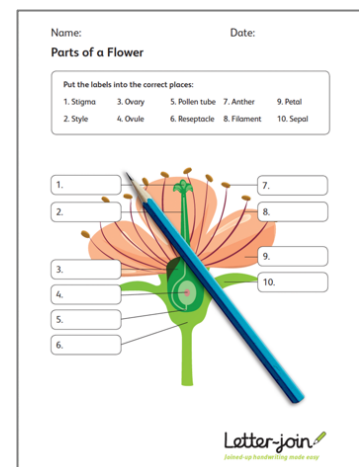 Name: Date:
Parts of a Flower
Put the labels into the correct places:
1. Stigma 3. Ovary 5. Pollen tube 7. Anther 9. Petal
2. Style 4. Ovule 6. Reseptacle 8. Filament 10. Sepal
1. 7.
2. 8.
9.
3. 10.
4.
5.
6.
Letter-join
Joined-up handwriting made easy